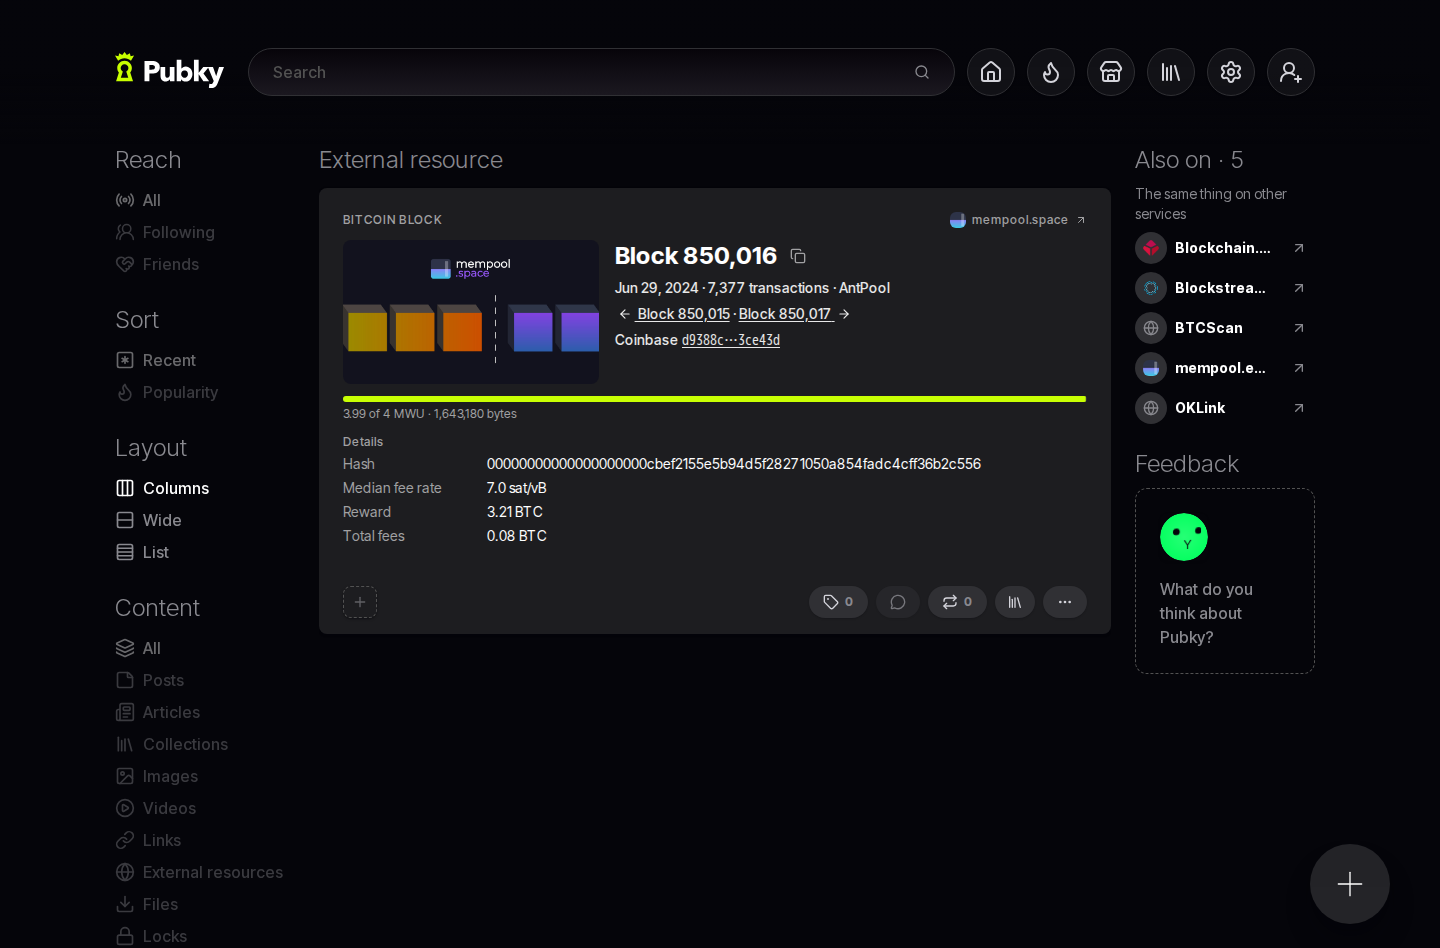 Pubky
Search
Reach
All
Following
Friends
Sort
Recent
Popularity
Layout
Columns
Wide
List
Content
All
Posts
Articles
Collections
Images
Videos
Links
External resources
Files
Locks
External resource
BITCOIN BLOCK
mempool.space
mempool
.space
Block 850,016
Jun 29, 2024 · 7,377 transactions · AntPool
← Block 850,015 · Block 850,017 →
Coinbase d9388c···3ce43d
3.99 of 4 MWU · 1,643,180 bytes
Details
Hash 00000000000000000000cbef2155e5b94d5f28271050a854fadc4cff36b2c556
Median fee rate 7.0 sat/vB
Reward 3.21 BTC
Total fees 0.08 BTC
0
0
Also on · 5
The same thing on other
services
Blockchain....
Blockstrea...
BTCScan
mempool.e...
OKLink
Feedback
What do you
think about
Pubky?